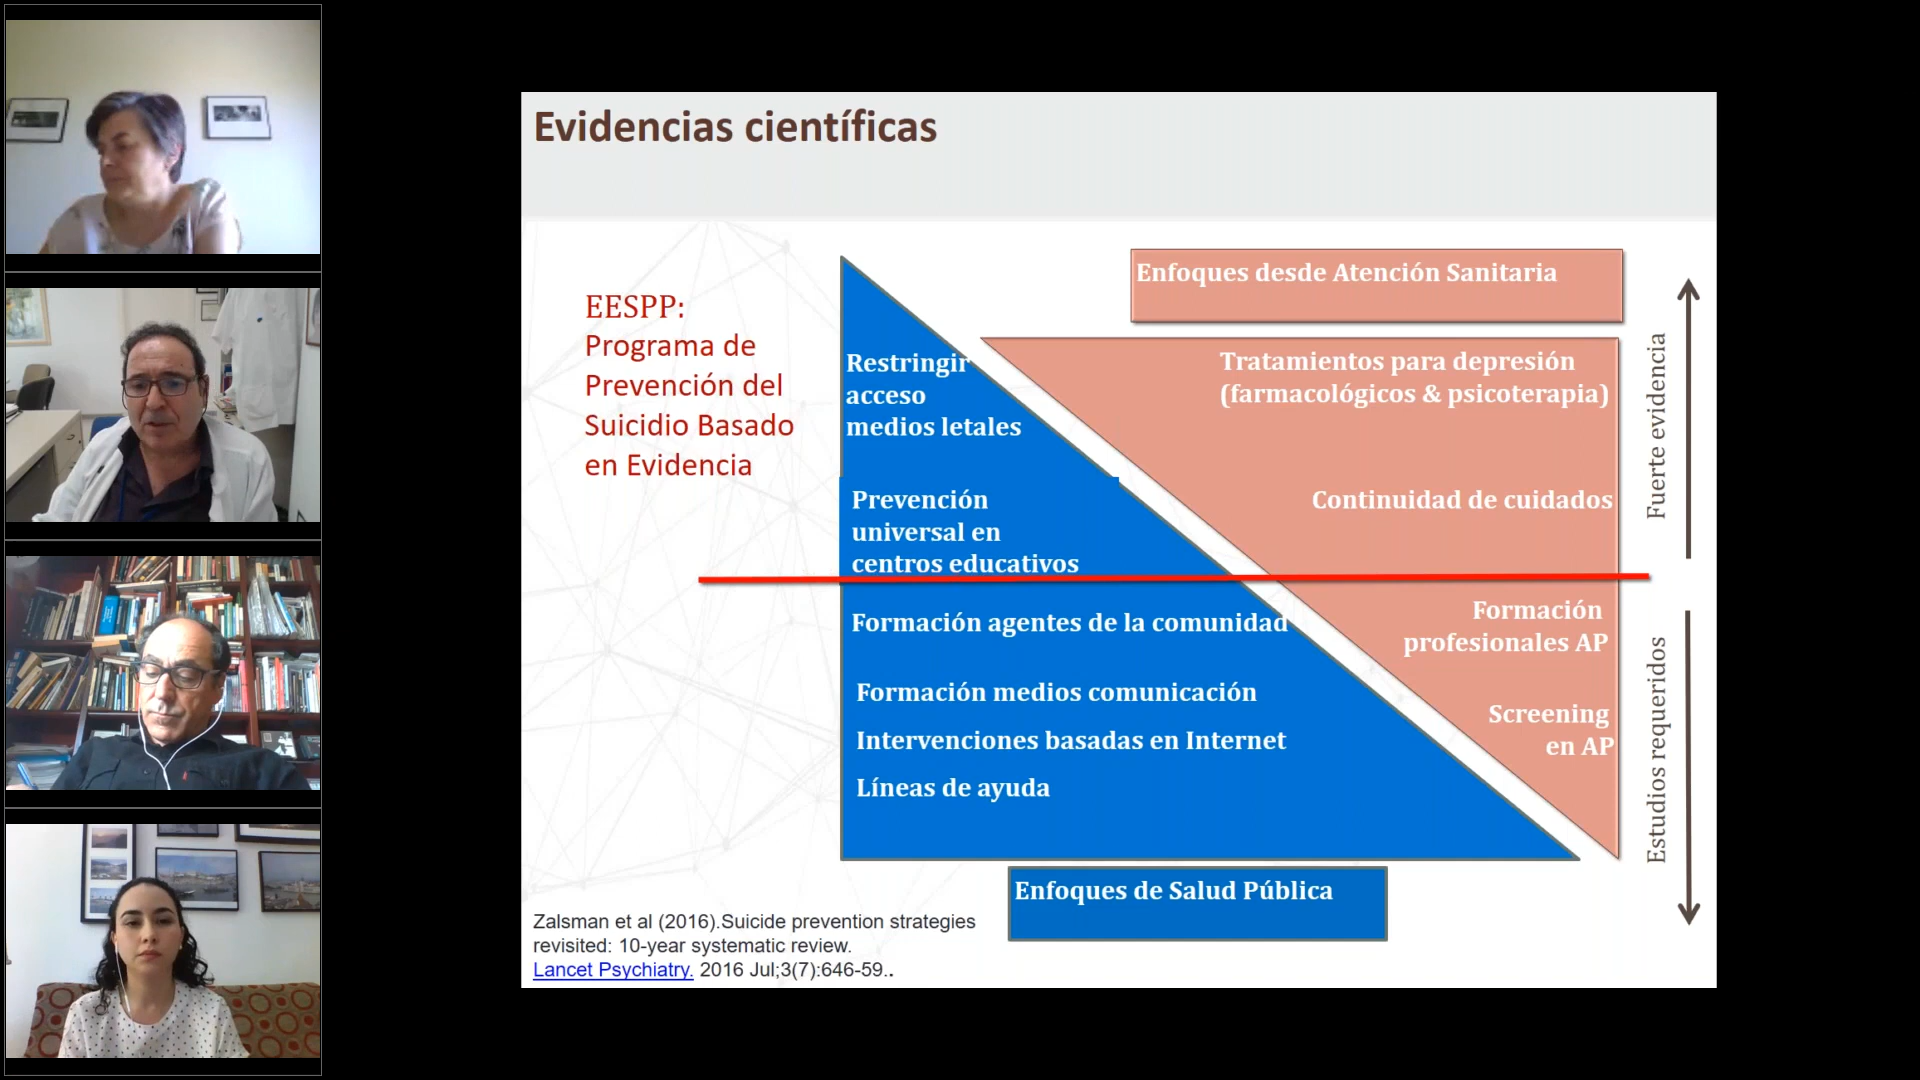 Evidencias científicas
EESPP:
Programa de
Prevención del
Suicidio Basado
en Evidencia
Restringir
acceso
medios letales
Prevención
universal en
centros educativos
Formación agentes de la comunidad
Formación medios comunicación
Intervenciones basadas en Internet
Líneas de ayuda
Enfoques de Salud Pública
Enfoques desde Atención Sanitaria
Tratamientos para depresión
(farmacológicos & psicoterapia)
Continuidad de cuidados
Formación
profesionales AP
Screening
en AP
Fuerte evidencia
Estudios requeridos
Zalsman et al (2016).Suicide prevention strategies
revisited: 10-year systematic review.
Lancet Psychiatry. 2016 Jul;3(7):646-59..